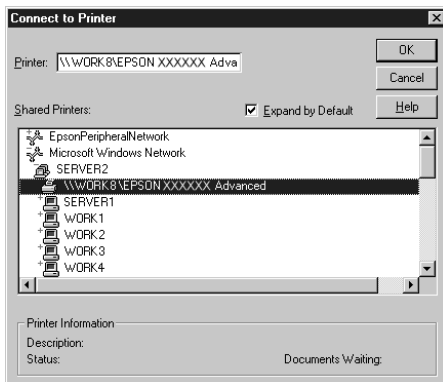 Connect to Printer
Printer: \\WORK8\EPSON XXXXXX Adva
OK
Cancel
Help
Shared Printers:
Expand by Default
EpsonPeripheralNetwork
Microsoft Windows Network
SERVER2
\\WORK8\EPSON XXXXXX Advanced
SERVER1
WORK1
WORK2
WORK3
WORK4
Printer Information
Description:
Status:
Documents Waiting: